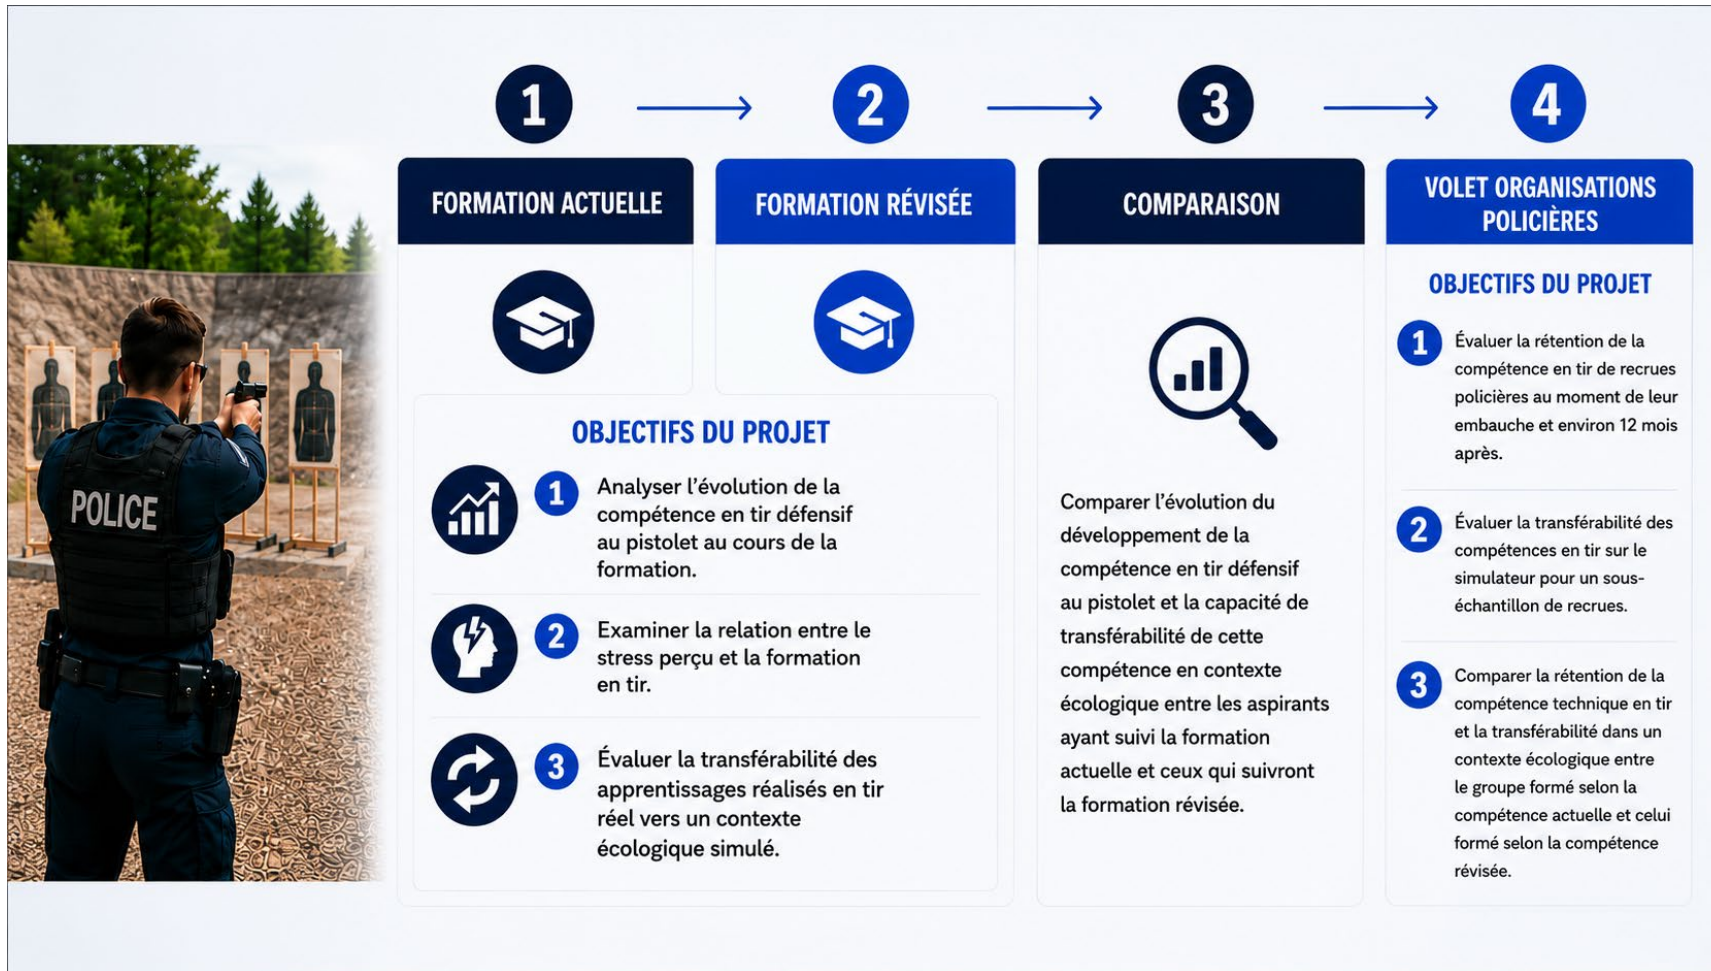 1
2
3
4
FORMATION ACTUELLE
FORMATION RÉVISÉE
COMPARAISON
VOLET ORGANISATIONS
POLICIÈRES
POLICE
OBJECTIFS DU PROJET
1
Analyser l’évolution de la
compétence en tir défensif
au pistolet au cours de la
formation.
2
Examiner la relation entre le
stress perçu et la formation
en tir.
3
Évaluer la transférabilité des
apprentissages réalisés en tir
réel vers un contexte
écologique simulé.
Comparer l’évolution du
développement de la
compétence en tir défensif
au pistolet et la capacité de
transférabilité de cette
compétence en contexte
écologique entre les aspirants
ayant suivi la formation
actuelle et ceux qui suivront
la formation révisée.
OBJECTIFS DU PROJET
1
Évaluer la rétention de la
compétence en tir de recrues
policières au moment de leur
embauche et environ 12 mois
après.
2
Évaluer la transférabilité des
compétences en tir sur le
simulateur pour un sous-
échantillon de recrues.
3
Comparer la rétention de la
compétence technique en tir
et la transférabilité dans un
contexte écologique entre
le groupe formé selon la
compétence actuelle et celui
formé selon la compétence
révisée.